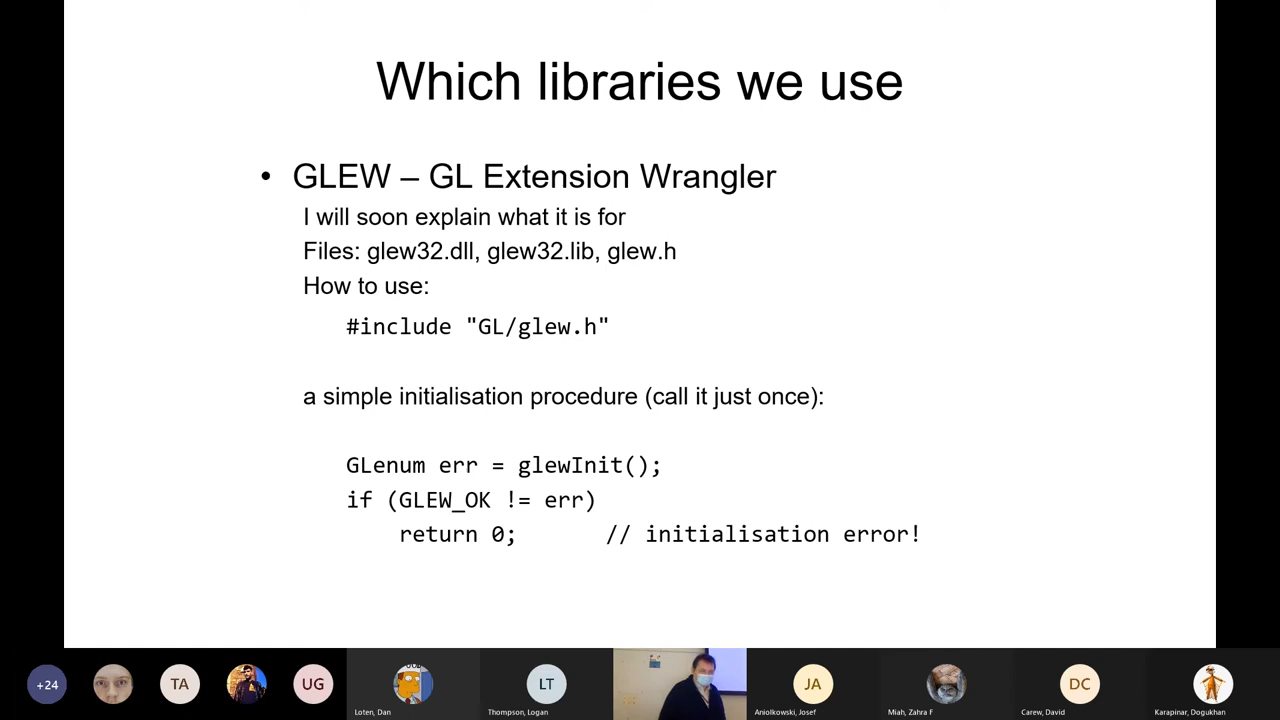 Which libraries we use
• GLEW – GL Extension Wrangler
I will soon explain what it is for
Files: glew32.dll, glew32.lib, glew.h
How to use:
#include "GL/glew.h"
a simple initialisation procedure (call it just once):
GLenum err = glewInit();
if (GLEW_OK != err)
return 0; // initialisation error!
+24
TA
UG
LT
JA
DC
Loten, Dan
Thompson, Logan
Aniolkowski, Josef
Miah, Zahra F
Carew, David
Karapinar, Dogukhan